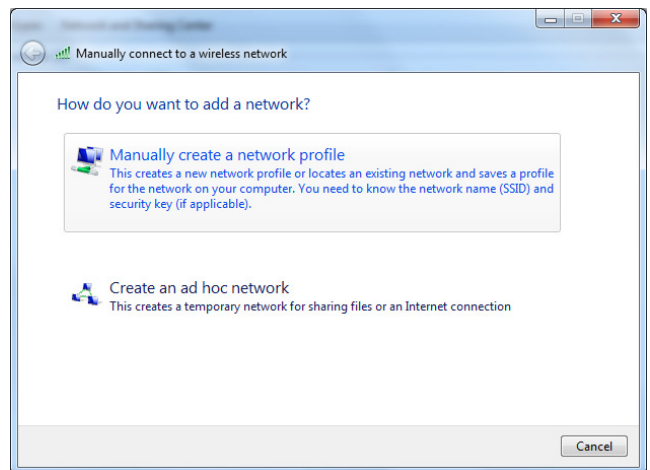 Manually connect to a wireless network
How do you want to add a network?
Manually create a network profile
This creates a new network profile or locates an existing network and saves a profile
for the network on your computer. You need to know the network name (SSID) and
security key (if applicable).
Create an ad hoc network
This creates a temporary network for sharing files or an Internet connection
Cancel